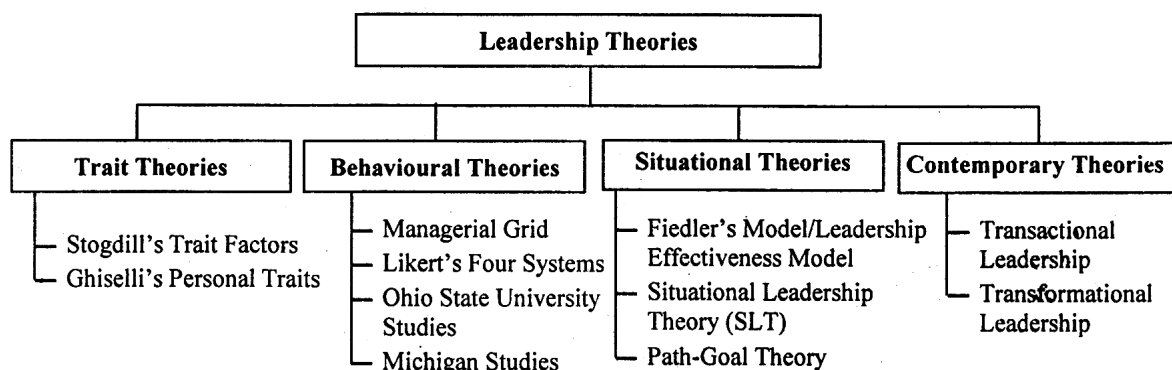 Leadership Theories
Trait Theories
Stogdill's Trait Factors
Ghiselli's Personal Traits
Behavioural Theories
Managerial Grid
Likert's Four Systems
Ohio State University
Studies
Michigan Studies
Situational Theories
Fiedler's Model/Leadership
Effectiveness Model
Situational Leadership
Theory (SLT)
Path-Goal Theory
Contemporary Theories
Transactional
Leadership
Transformational
Leadership